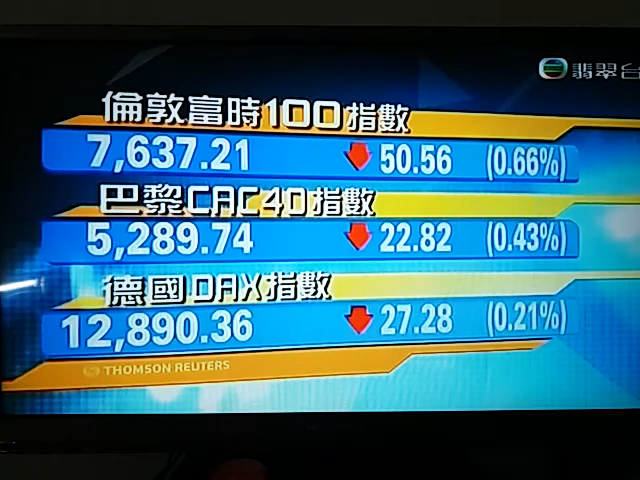 翡翠台
倫敦富時100指數
7,637.21 50.56 (0.66%)
巴黎CAC40指數
5,289.74 22.82 (0.43%)
德國DAX指數
12,890.36 27.28 (0.21%)
THOMSON REUTERS